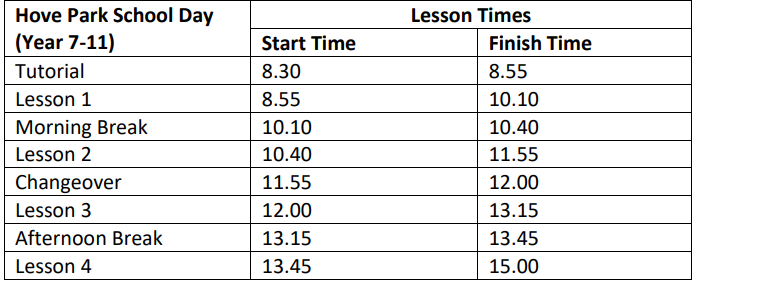 Hove Park School Day Lesson Times
(Year 7-11) Start Time Finish Time
Tutorial 8.30 8.55
Lesson 1 8.55 10.10
Morning Break 10.10 10.40
Lesson 2 10.40 11.55
Changeover 11.55 12.00
Lesson 3 12.00 13.15
Afternoon Break 13.15 13.45
Lesson 4 13.45 15.00